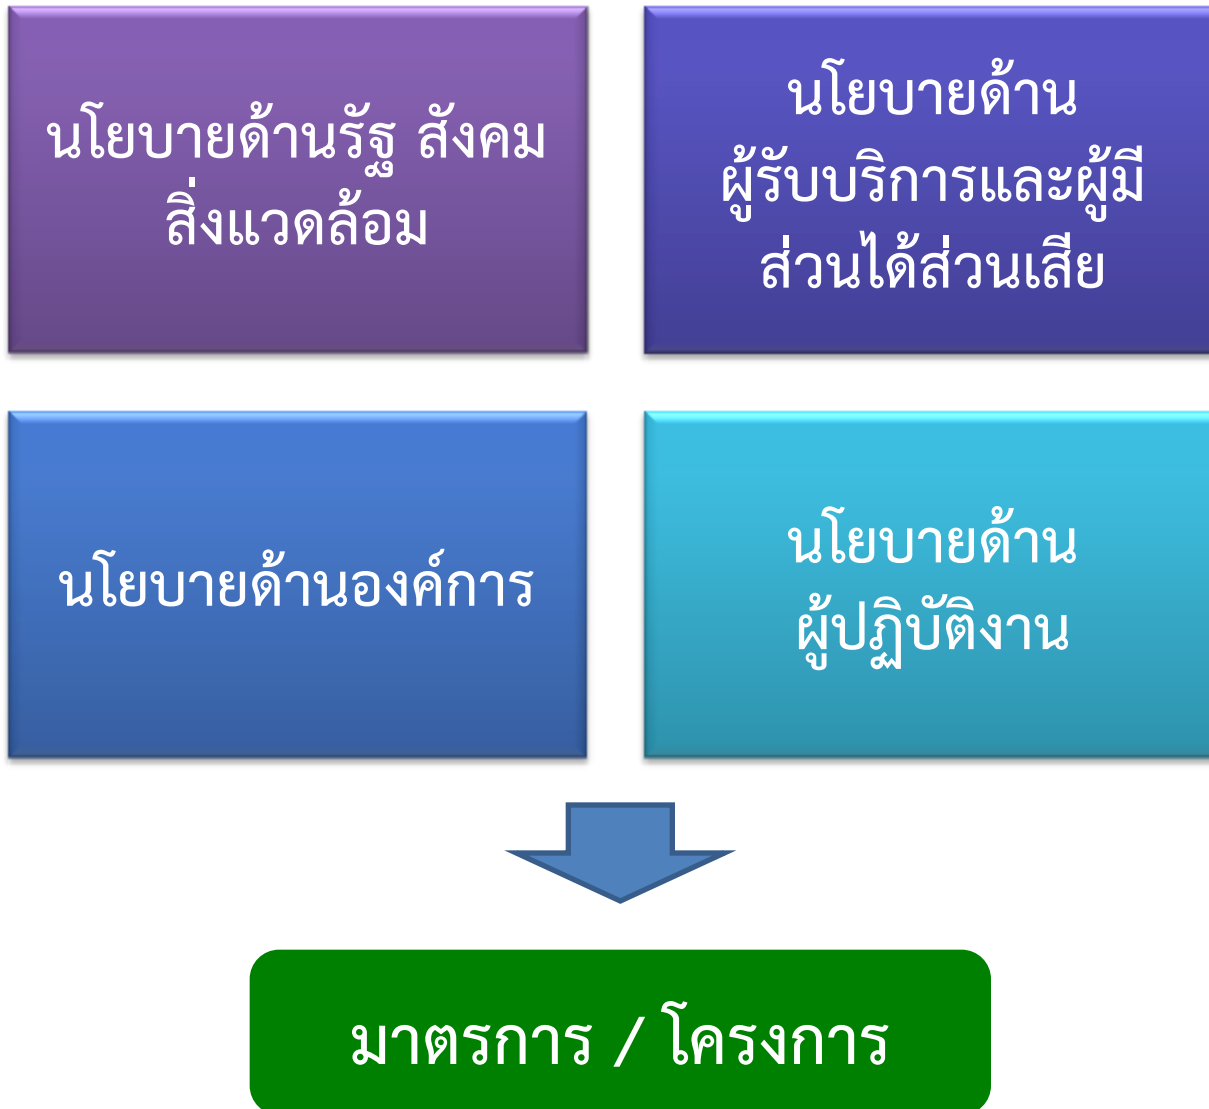 นโยบายด้านรัฐ สังคม
สิ่งแวดล้อม
นโยบายด้าน
ผู้รับบริการและผู้มี
ส่วนได้ส่วนเสีย
นโยบายด้านองค์การ
นโยบายด้าน
ผู้ปฏิบัติงาน
มาตรการ / โครงการ